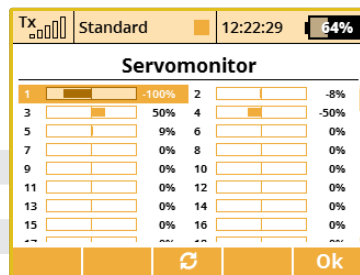 Tx Standard 12:22:29 64%
Servomonitor
1 -100% 2 -8%
3 50% 4 -50%
5 9% 6 0%
7 0% 8 0%
9 0% 10 0%
11 0% 12 0%
13 0% 14 0%
15 0% 16 0%
Ok